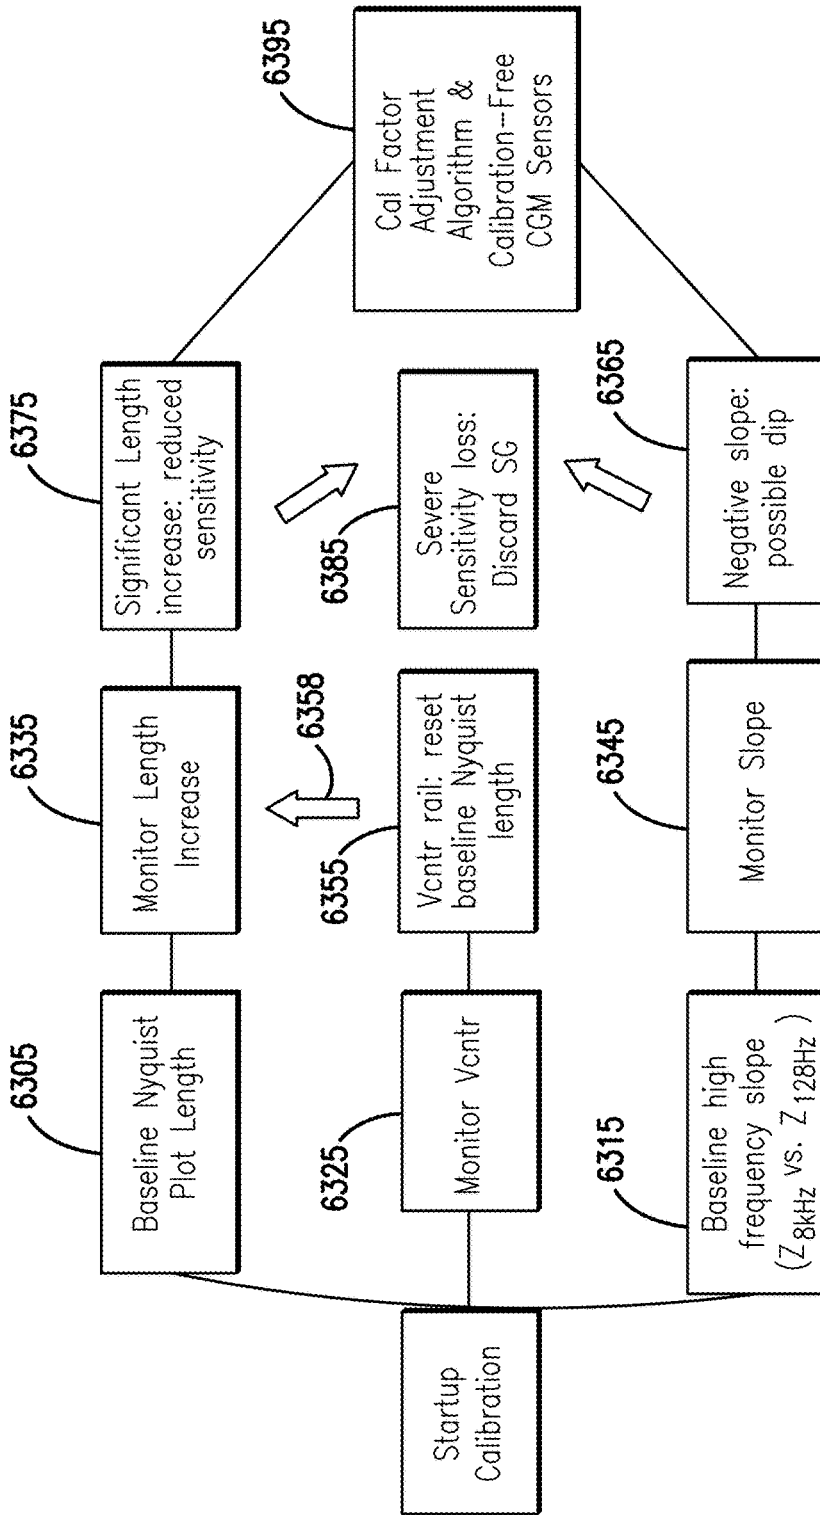 Startup
Calibration
6305
Baseline Nyquist
Plot Length
6335
Monitor Length
Increase
6375
Significant Length
increase: reduced
sensitivity
6325
Monitor Vcntr
6355
Vcntr rail: reset
baseline Nyquist
length
6358
6385
Severe
Sensitivity loss:
Discard SG
6315
Baseline high
frequency slope
(Z8kHz vs. Z128Hz)
6345
Monitor Slope
6365
Negative slope:
possible dip
6395
Cal Factor
Adjustment
Algorithm &
Calibration-Free
CGM Sensors